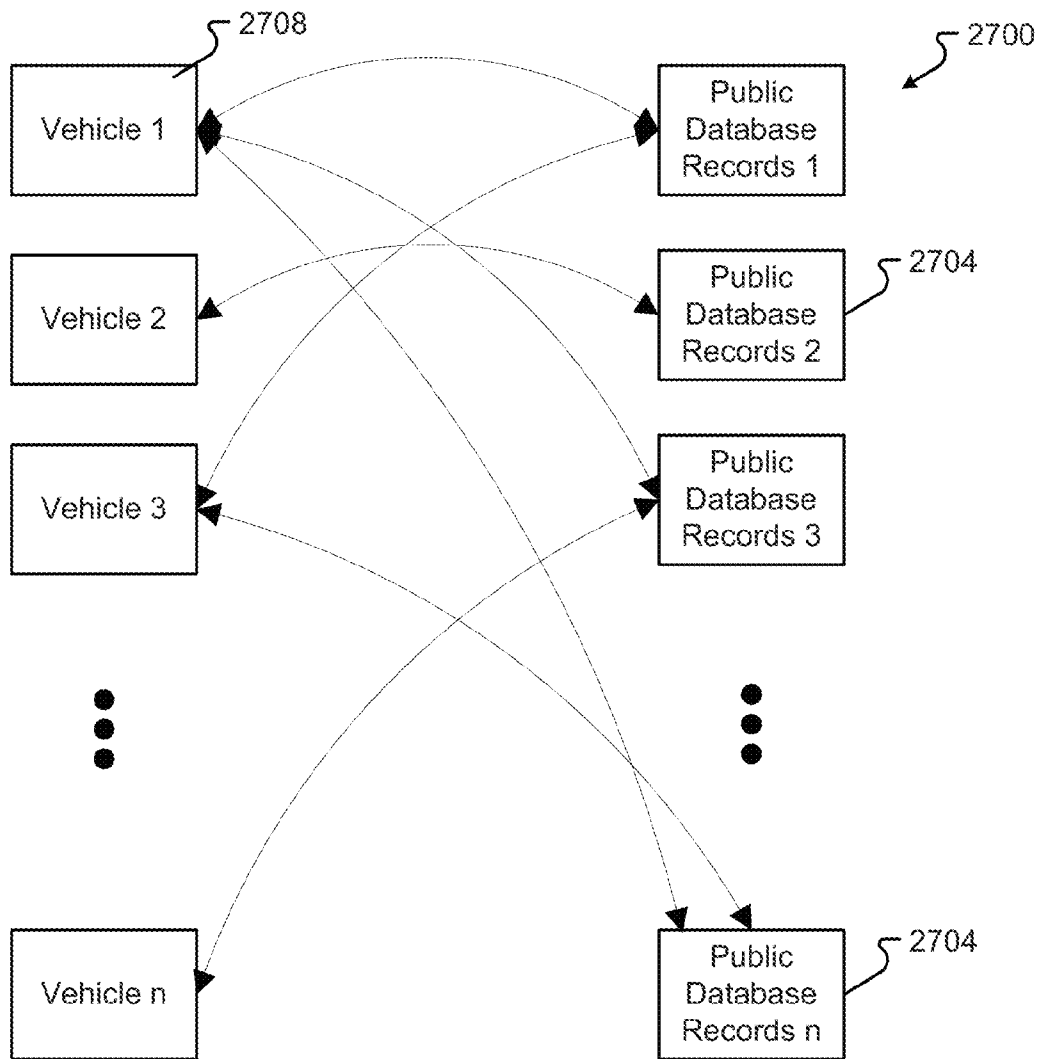 2708
2700
Vehicle 1
Public
Database
Records 1
Vehicle 2
Public
Database
Records 2
2704
Vehicle 3
Public
Database
Records 3
Vehicle n
Public
Database
Records n
2704